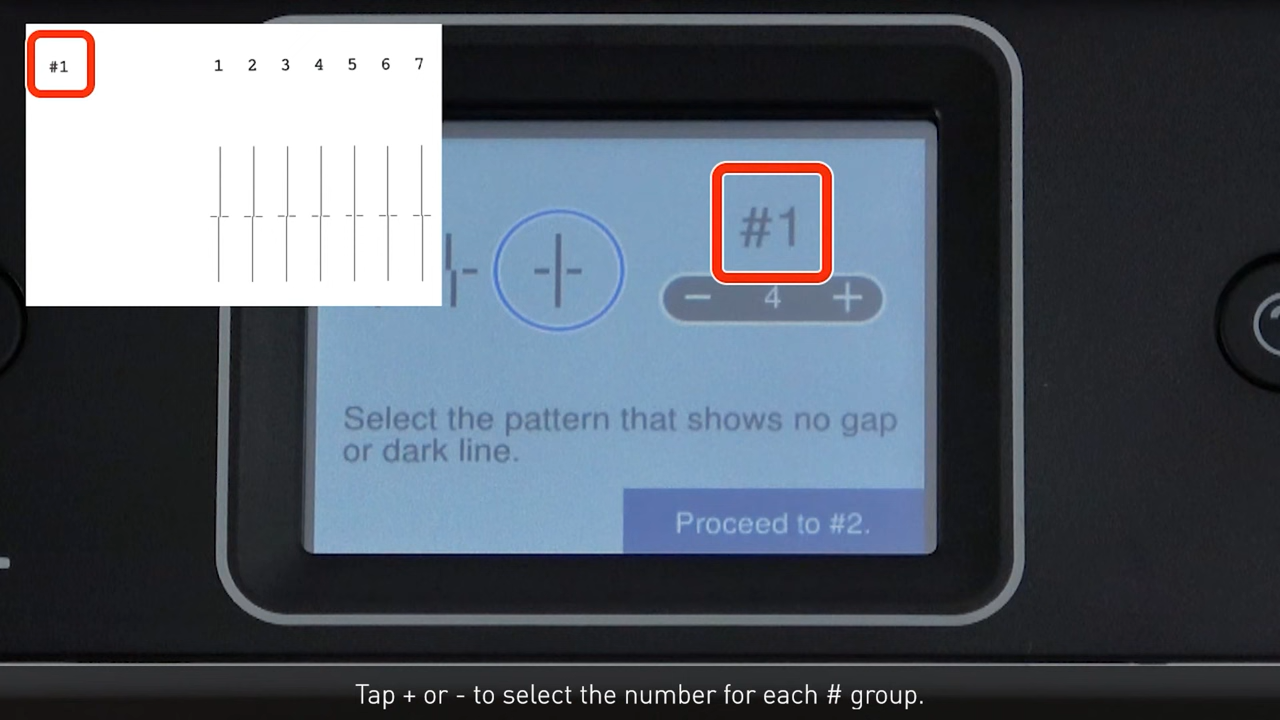 #1
1 2 3 4 5 6 7
#1
− 4 +
Select the pattern that shows no gap
or dark line.
Proceed to #2.
Tap + or - to select the number for each # group.